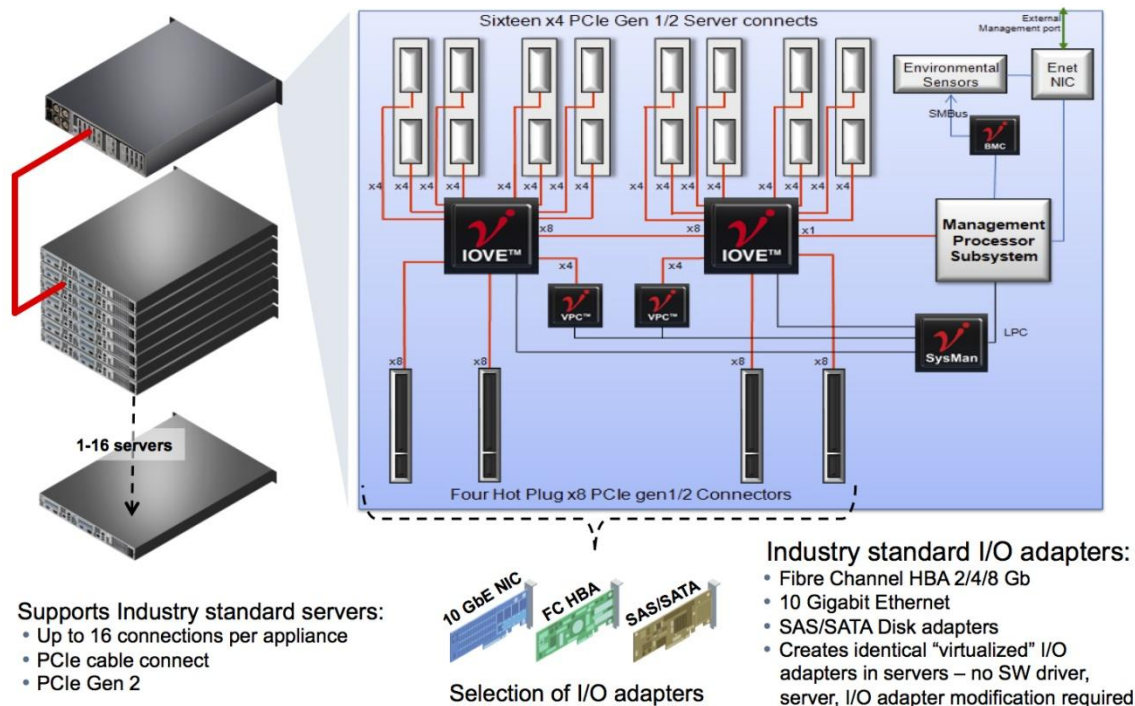 Sixteen x4 PCIe Gen 1/2 Server connects
External
Management port
Environmental
Sensors
Enet
NIC
SMBus
BMC
x4 x4 x4 x4 x4 x4 x4 x4
x4 x4 x4 x4 x4 x4 x4 x4
IOVE™
x8
x8
IOVE™
x1
Management
Processor
Subsystem
x4
x4
VPC™
VPC™
SysMan
LPC
x8
x8
x8
x8
Four Hot Plug x8 PCIe gen1/2 Connectors
1-16 servers
Supports Industry standard servers:
• Up to 16 connections per appliance
• PCIe cable connect
• PCIe Gen 2
10 GbE NIC
FC HBA
SAS/SATA
Selection of I/O adapters
Industry standard I/O adapters:
• Fibre Channel HBA 2/4/8 Gb
• 10 Gigabit Ethernet
• SAS/SATA Disk adapters
• Creates identical “virtualized” I/O
adapters in servers – no SW driver,
server, I/O adapter modification required